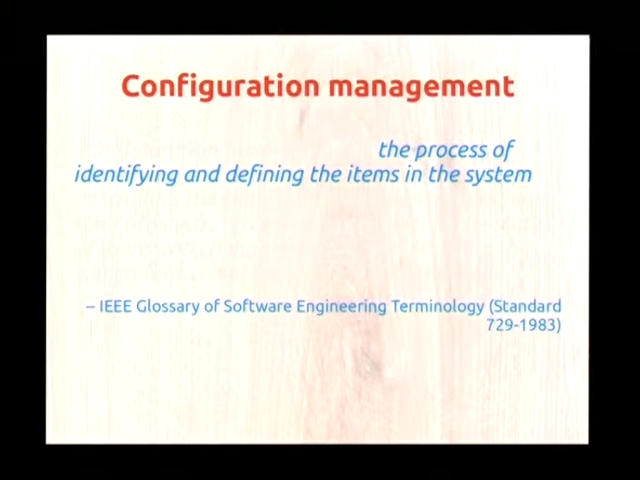 Configuration management
the process of
identifying and defining the items in the system
– IEEE Glossary of Software Engineering Terminology (Standard
729-1983)